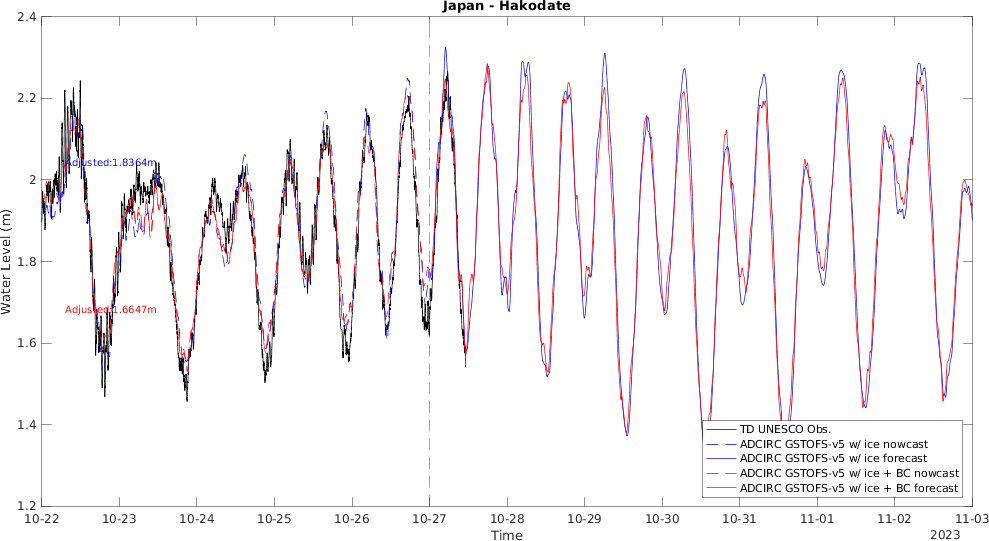 Japan - Hakodate
2.4
2.2
2
1.8
1.6
1.4
1.2
Water Level (m)
Adjusted:1.8364m
Adjusted:1.6647m
TD UNESCO Obs.
ADCIRC GSTOFS-v5 w/ ice nowcast
ADCIRC GSTOFS-v5 w/ ice forecast
ADCIRC GSTOFS-v5 w/ ice + BC nowcast
ADCIRC GSTOFS-v5 w/ ice + BC forecast
10-22 10-23 10-24 10-25 10-26 10-27 10-28 10-29 10-30 10-31 11-01 11-02 11-03
Time
2023